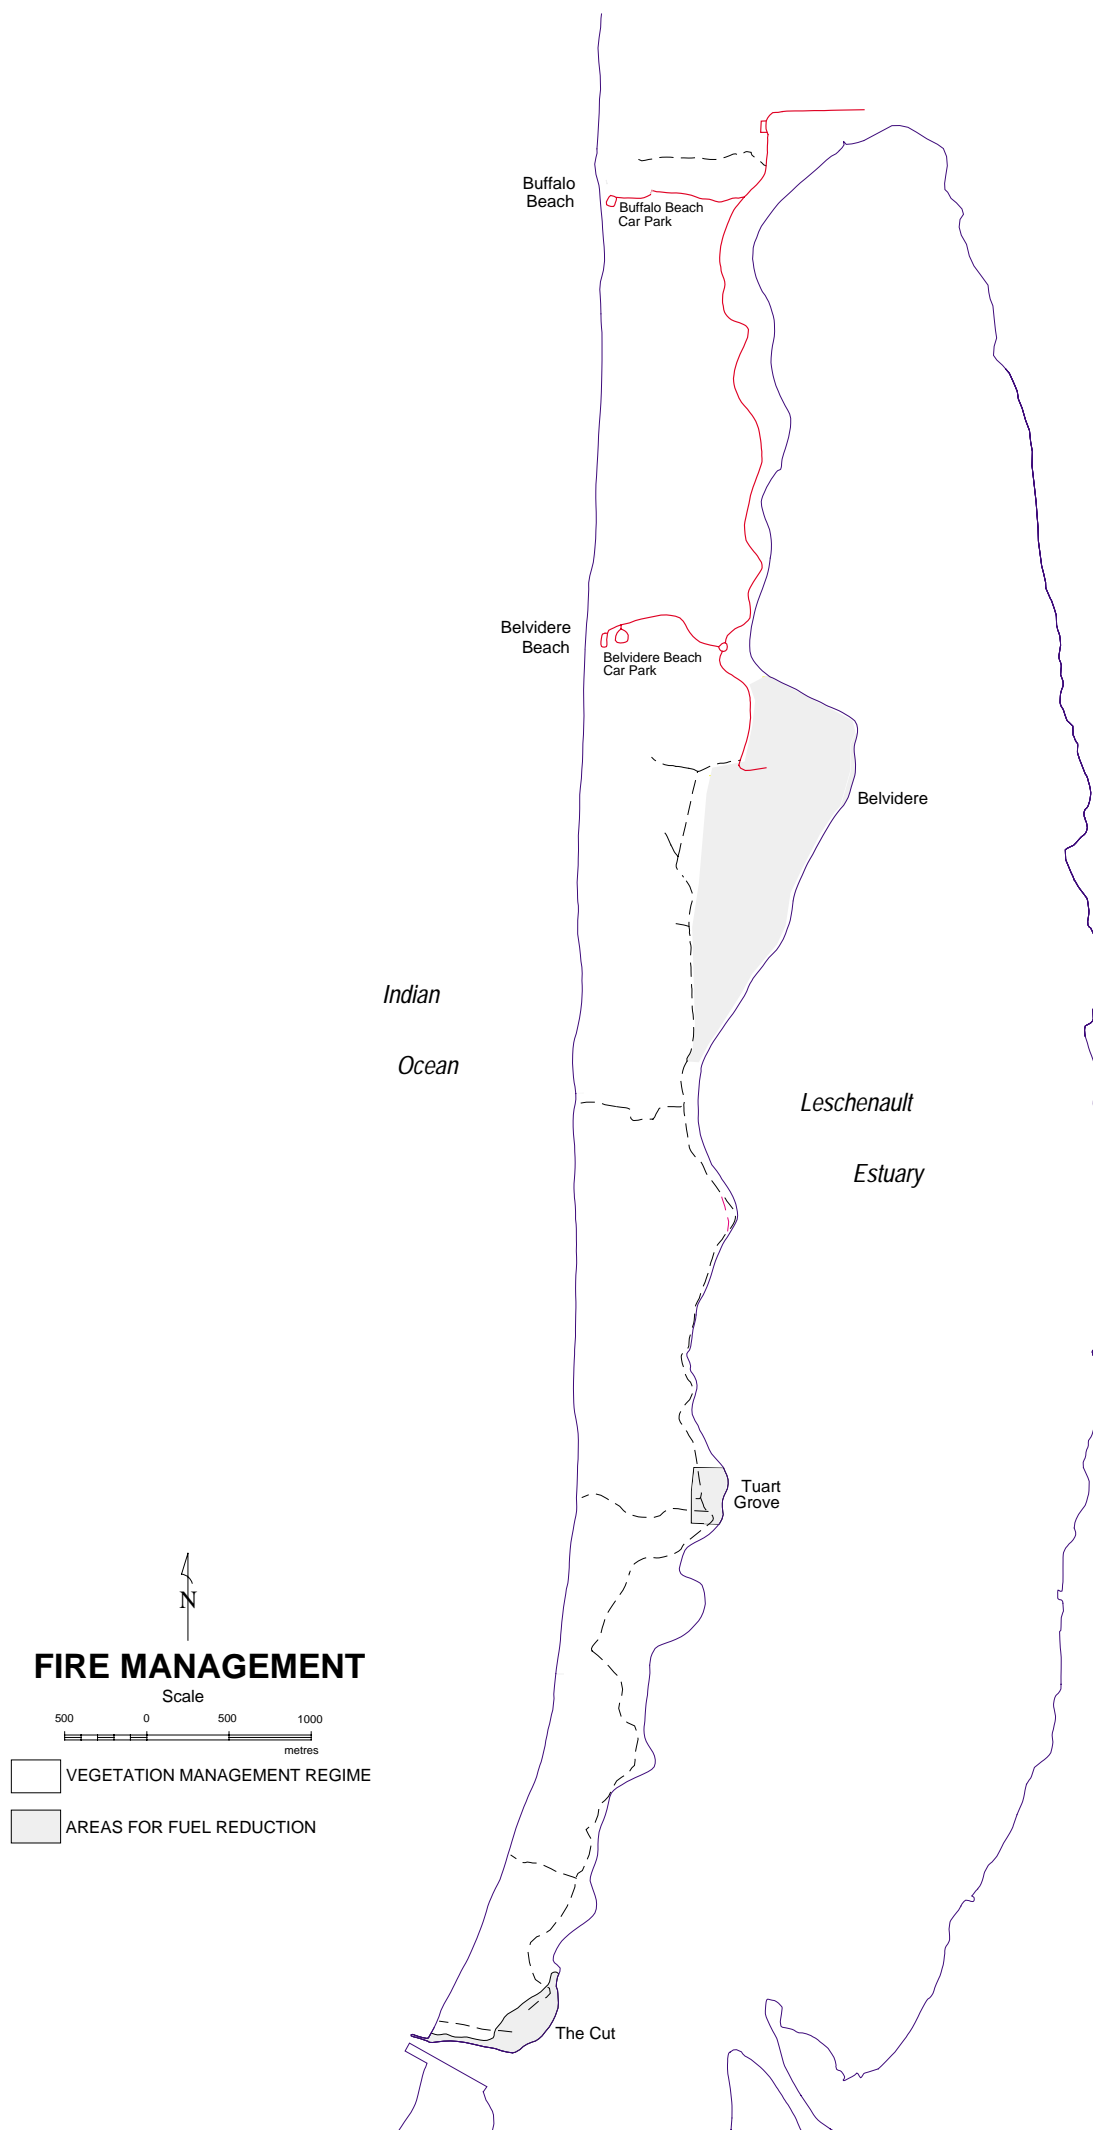 Buffalo
Beach
Buffalo Beach
Car Park
Belvidere
Beach
Belvidere Beach
Car Park
Belvidere
Indian
Ocean
Leschenault
Estuary
Tuart
Grove
N
FIRE MANAGEMENT
Scale
500 0 500 1000
metres
VEGETATION MANAGEMENT REGIME
AREAS FOR FUEL REDUCTION
The Cut